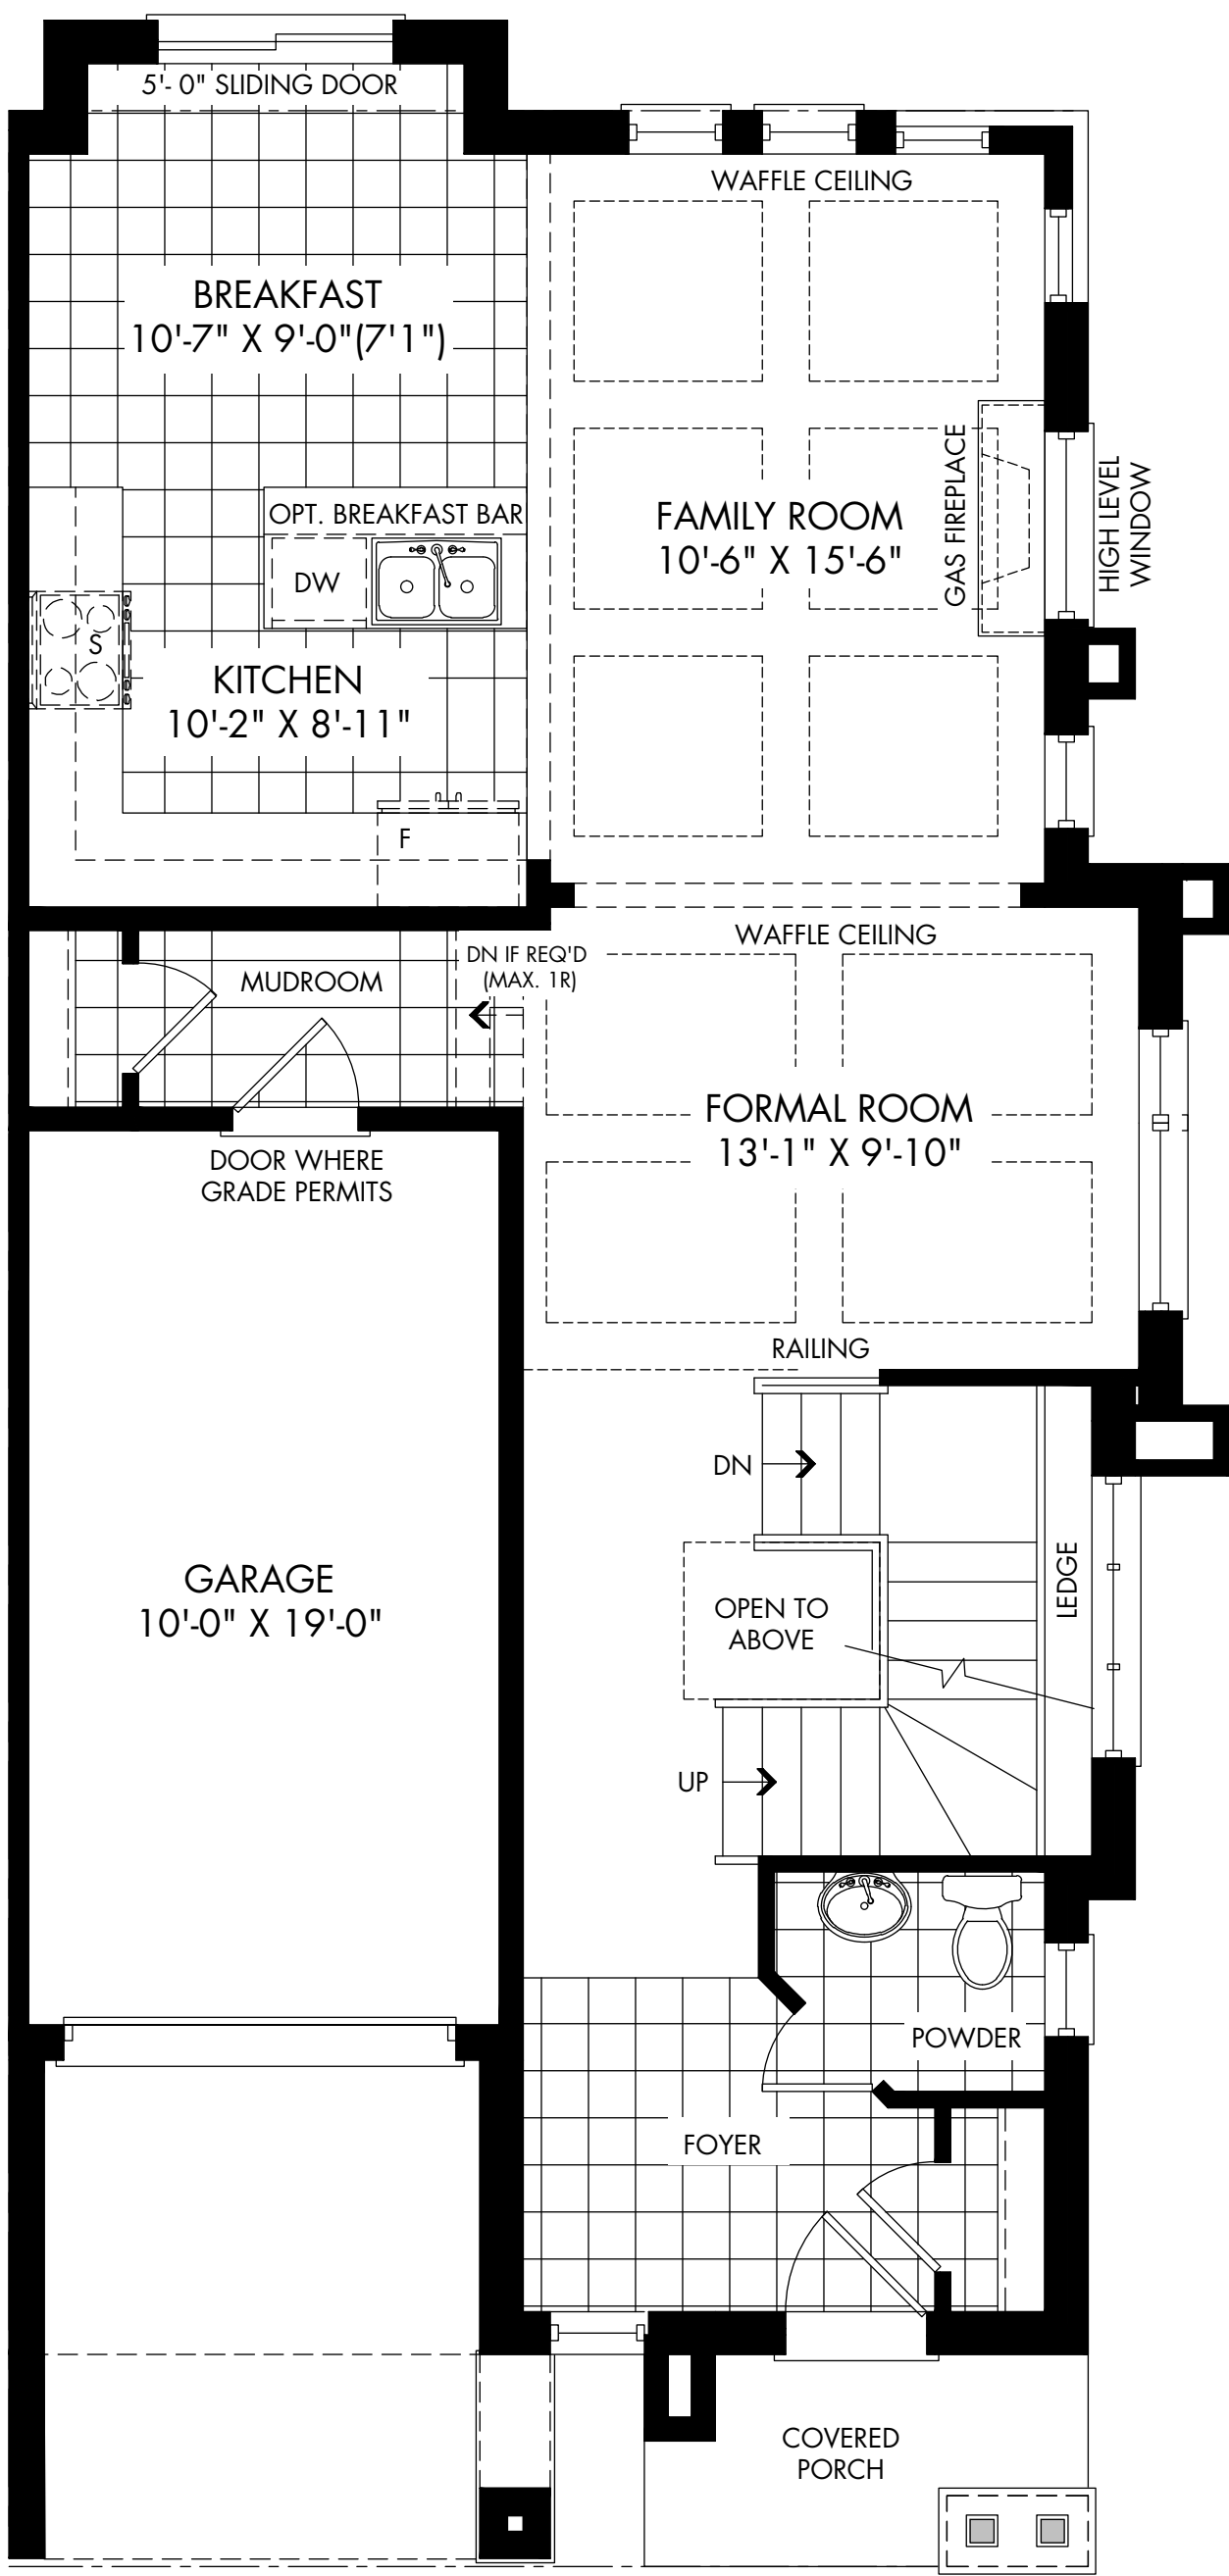 5'- 0" SLIDING DOOR
WAFFLE CEILING
BREAKFAST
10'-7" X 9'-0"(7'1")
OPT. BREAKFAST BAR
DW
S
FAMILY ROOM
10'-6" X 15'-6"
GAS FIREPLACE
HIGH LEVEL
WINDOW
KITCHEN
10'-2" X 8'-11"
F
WAFFLE CEILING
MUDROOM
DN IF REQ'D
(MAX. 1R)
FORMAL ROOM
13'-1" X 9'-10"
DOOR WHERE
GRADE PERMITS
RAILING
DN
GARAGE
10'-0" X 19'-0"
OPEN TO
ABOVE
LEDGE
UP
POWDER
FOYER
COVERED
PORCH